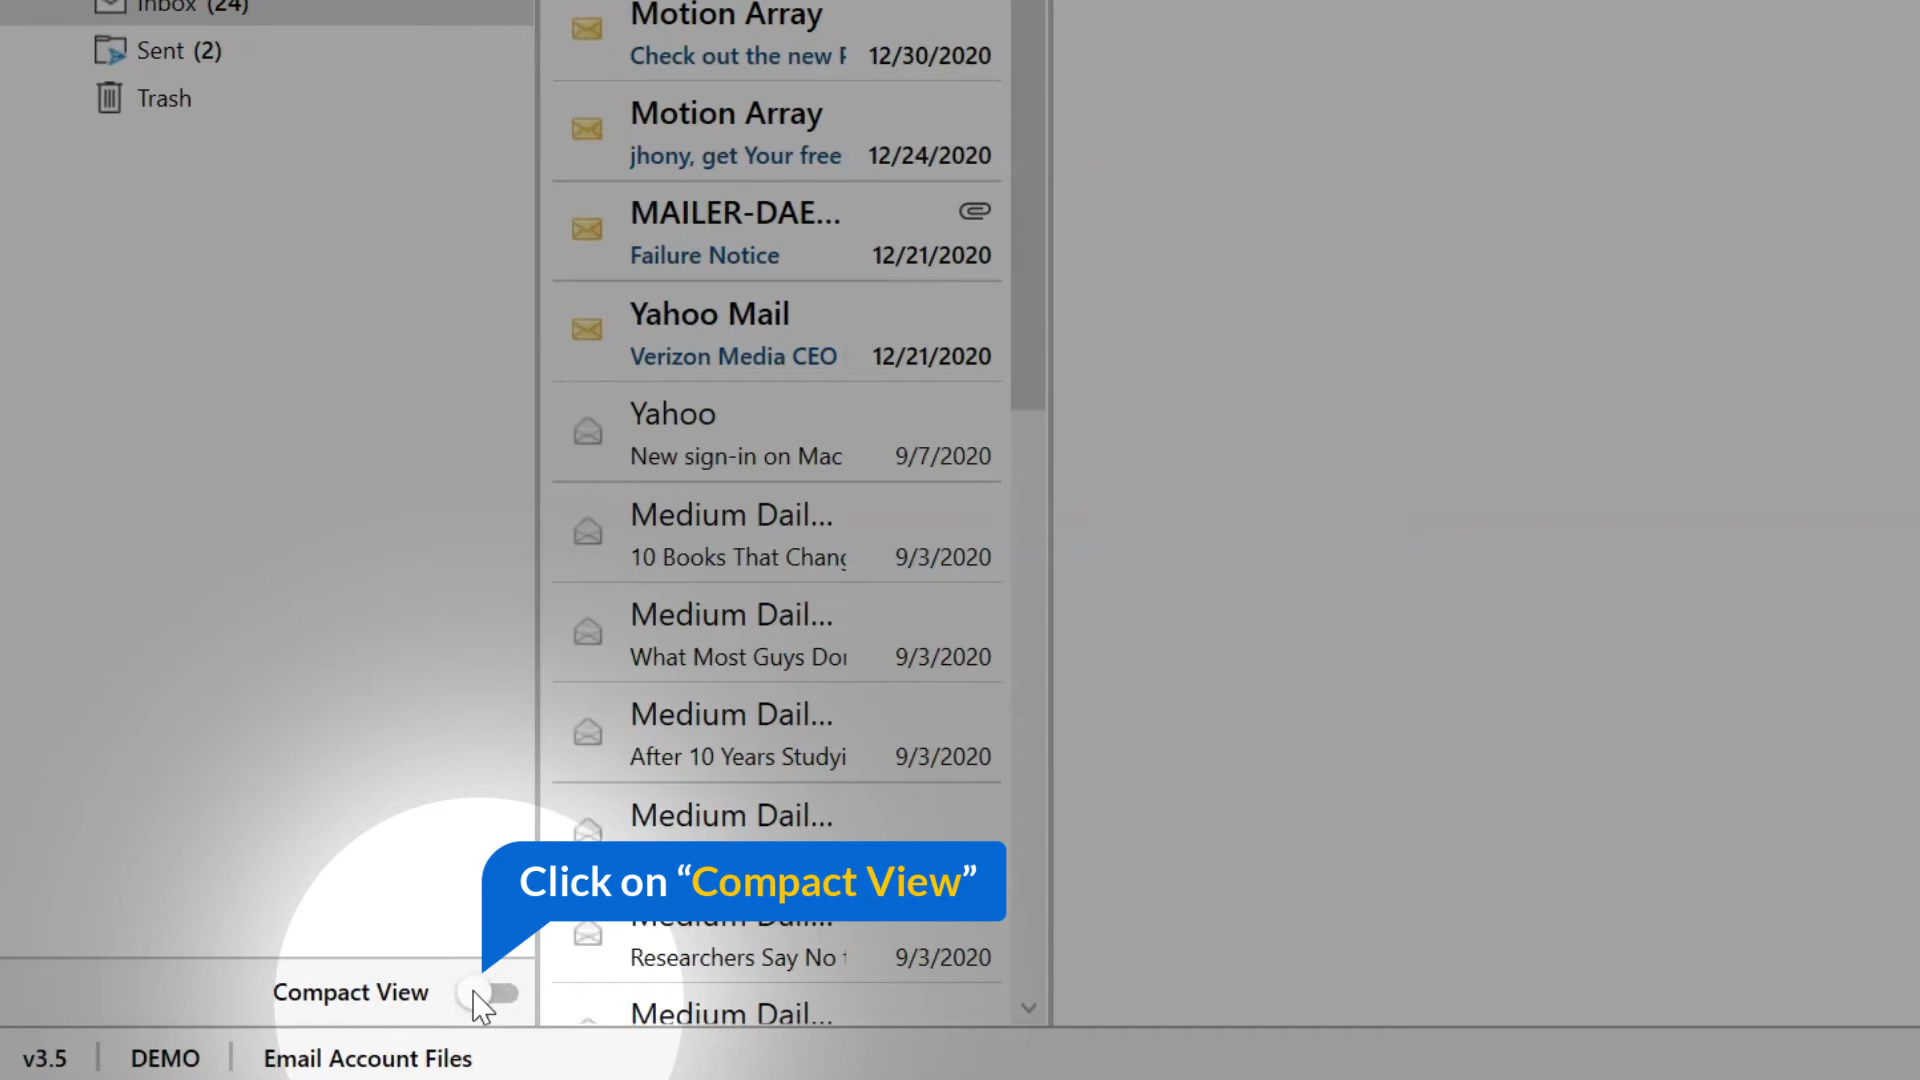 Inbox (24)
Sent (2)
Trash
Motion Array
Check out the new 12/30/2020
Motion Array
jhony, get Your free 12/24/2020
MAILER-DAE...
Failure Notice 12/21/2020
Yahoo Mail
Verizon Media CEO 12/21/2020
Yahoo
New sign-in on Mac 9/7/2020
Medium Dail...
10 Books That Chang 9/3/2020
Medium Dail...
What Most Guys Don 9/3/2020
Medium Dail...
After 10 Years Studyi 9/3/2020
Medium Dail...
Click on “Compact View”
Medium Dail...
Researchers Say No 9/3/2020
Medium Dail...
Compact View
v3.5 DEMO Email Account Files